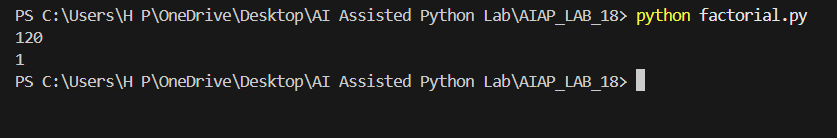 PS C:\Users\H P\OneDrive\Desktop\AI Assisted Python Lab\AIAP_LAB_18> python factorial.py
120
1
PS C:\Users\H P\OneDrive\Desktop\AI Assisted Python Lab\AIAP_LAB_18>